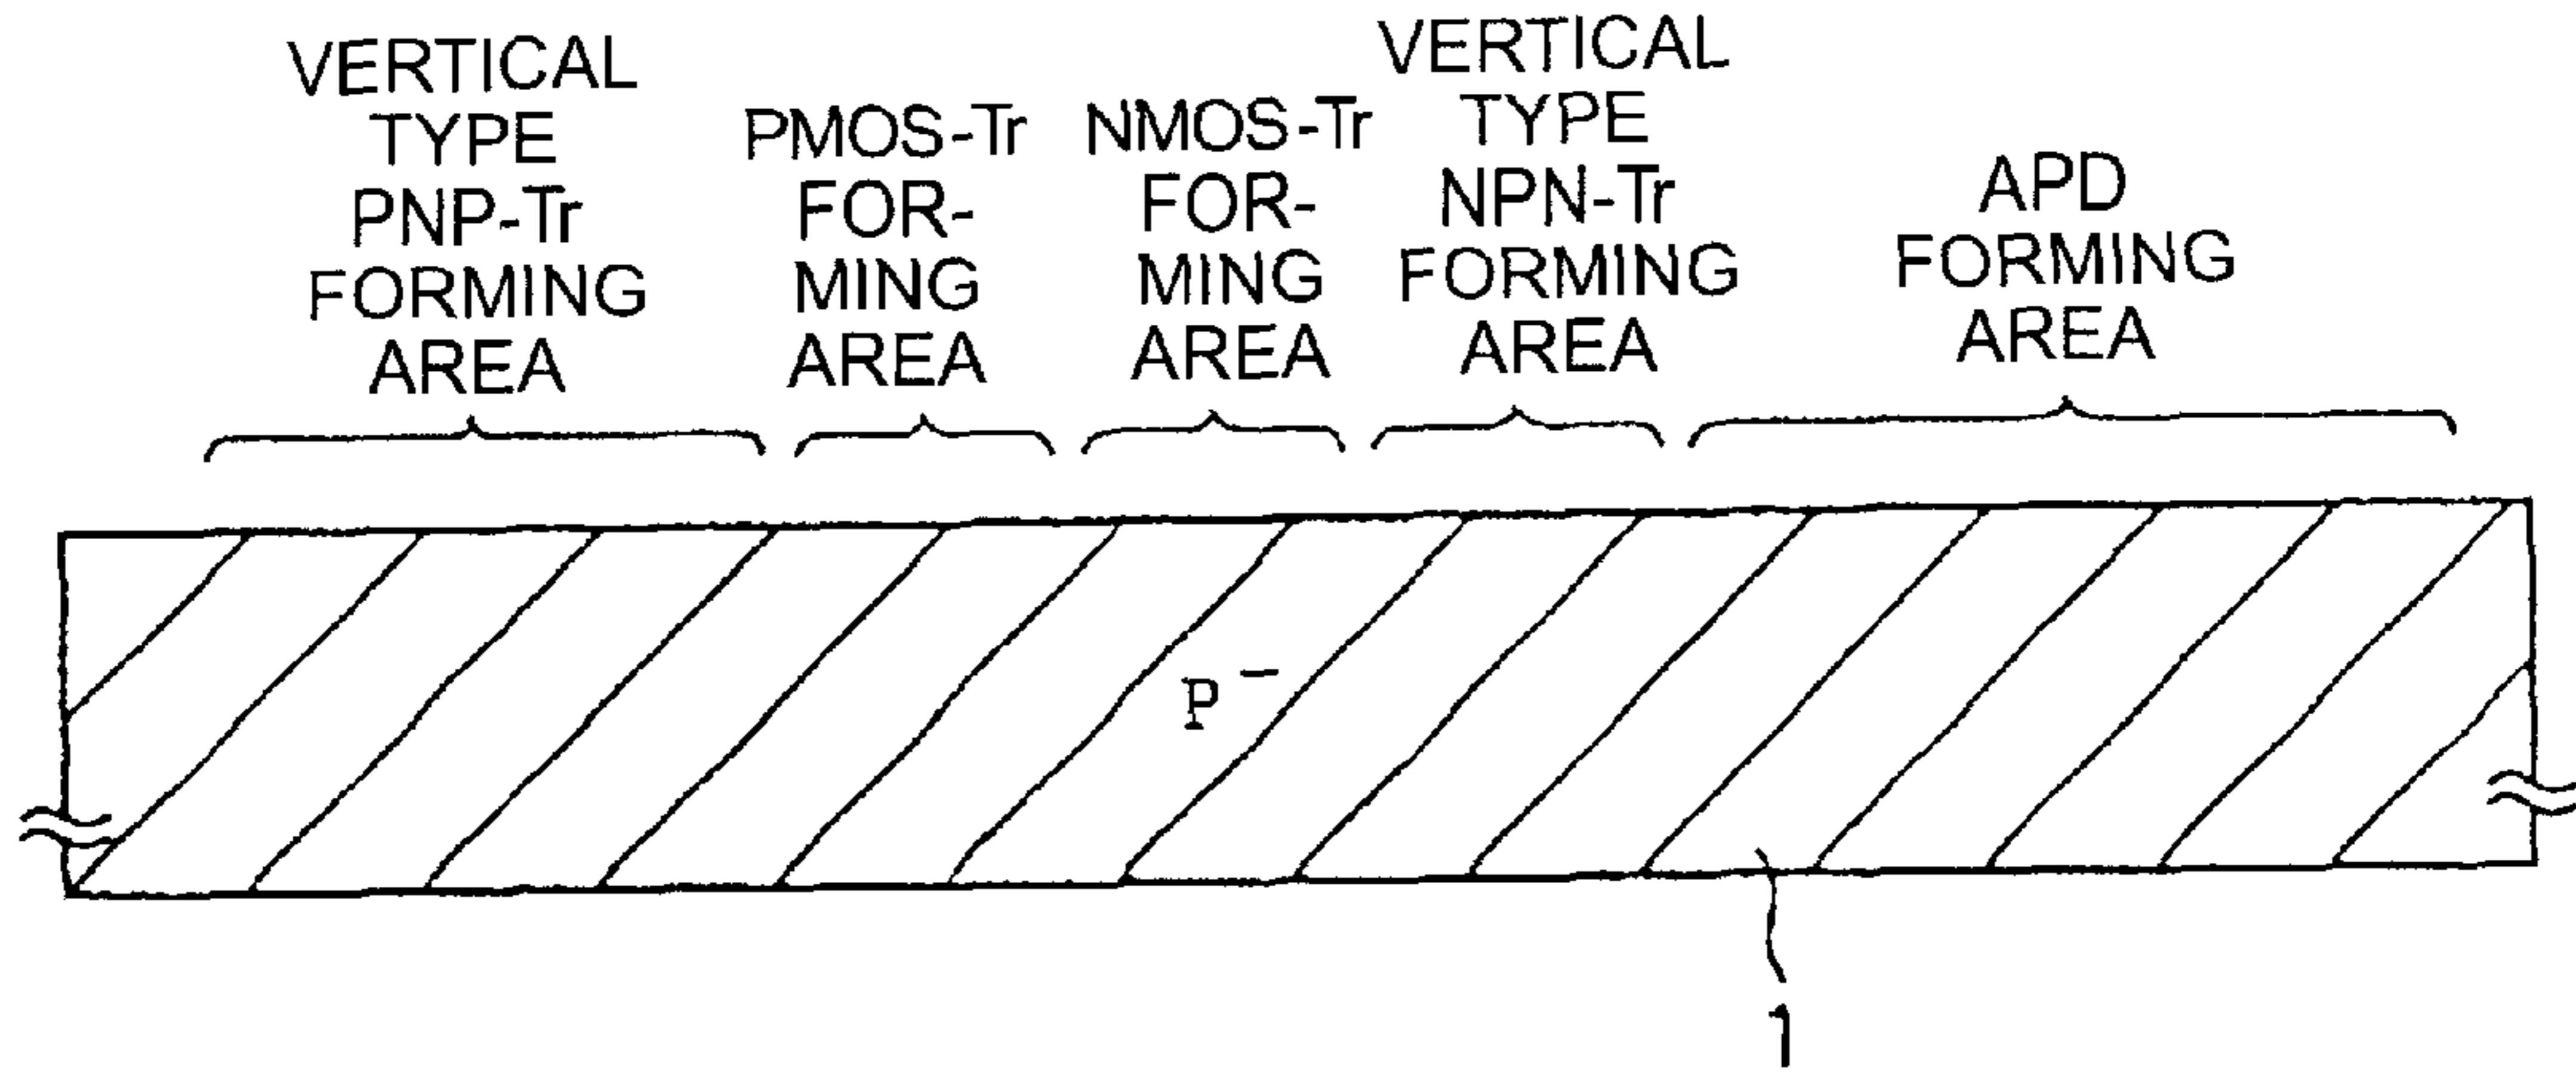 VERTICAL
TYPE
PNP-Tr
FORMING
AREA
PMOS-Tr
FOR-
MING
AREA
NMOS-Tr
FOR-
MING
AREA
VERTICAL
TYPE
NPN-Tr
FORMING
AREA
APD
FORMING
AREA
P⁻
1